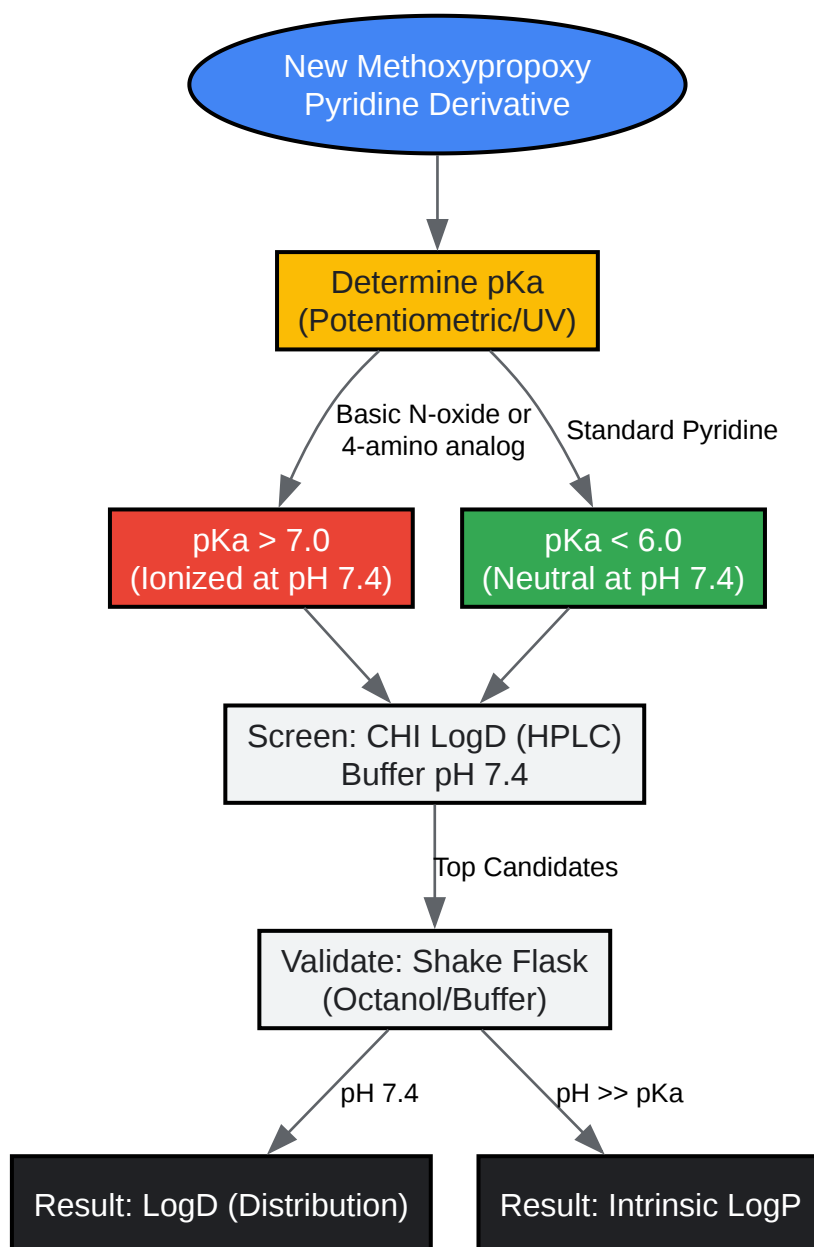 New Methoxypropoxy
Pyridine Derivative
Determine pKa
(Potentiometric/UV)
Basic N-oxide or
4-amino analog
Standard Pyridine
pKa > 7.0
(Ionized at pH 7.4)
pKa < 6.0
(Neutral at pH 7.4)
Screen: CHI LogD (HPLC)
Buffer pH 7.4
Top Candidates
Validate: Shake Flask
(Octanol/Buffer)
pH 7.4
pH >> pKa
Result: LogD (Distribution)
Result: Intrinsic LogP